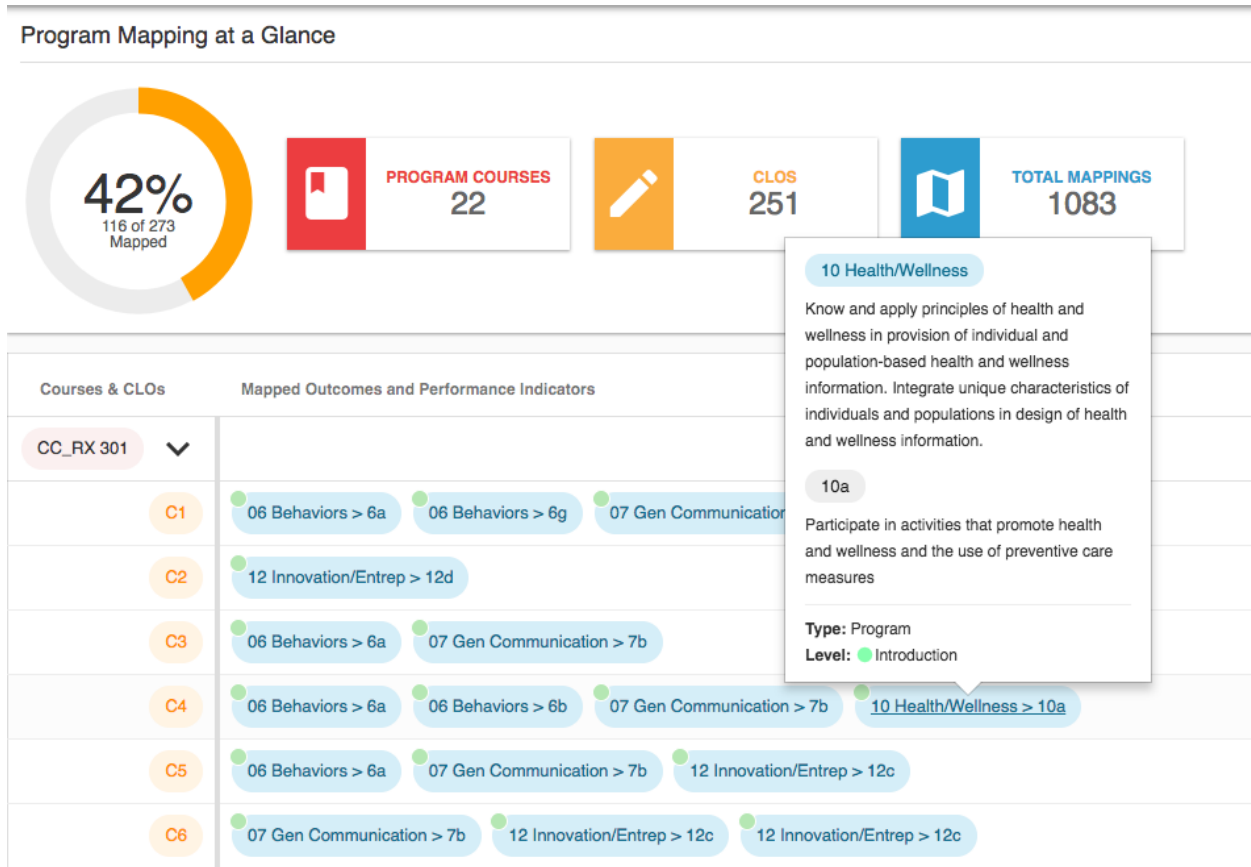 Program Mapping at a Glance
42%
116 of 273
Mapped
PROGRAM COURSES
22
CLOS
251
TOTAL MAPPINGS
1083
10 Health/Wellness
Know and apply principles of health and
wellness in provision of individual and
population-based health and wellness
information. Integrate unique characteristics of
individuals and populations in design of health
and wellness information.
10a
Participate in activities that promote health
and wellness and the use of preventive care
measures
Type: Program
Level: Introduction
Courses & CLOs Mapped Outcomes and Performance Indicators
CC_RX 301
C1 06 Behaviors > 6a 06 Behaviors > 6g 07 Gen Communication
C2 12 Innovation/Entrep > 12d
C3 06 Behaviors > 6a 07 Gen Communication > 7b
C4 06 Behaviors > 6a 06 Behaviors > 6b 07 Gen Communication > 7b 10 Health/Wellness > 10a
C5 06 Behaviors > 6a 07 Gen Communication > 7b 12 Innovation/Entrep > 12c
C6 07 Gen Communication > 7b 12 Innovation/Entrep > 12c 12 Innovation/Entrep > 12c